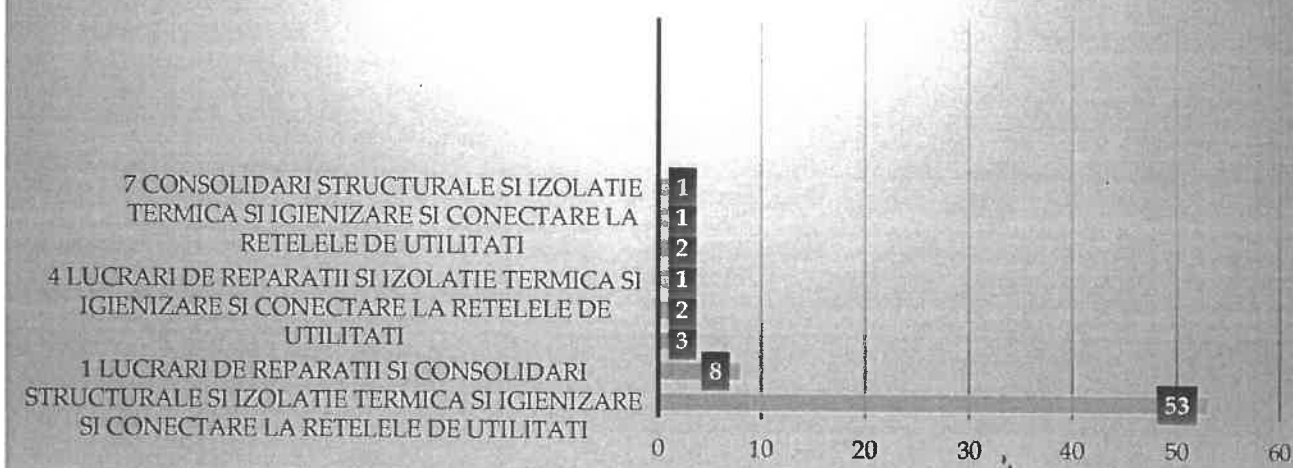 7 CONSOLIDARI STRUCTURALE SI IZOLATIE
TERMICA SI IGIENIZARE SI CONECTARE LA
RETELELE DE UTILITATI
4 LUCRARI DE REPARATII SI IZOLATIE TERMICA SI
IGIENIZARE SI CONECTARE LA RETELELE DE
UTILITATI
1 LUCRARI DE REPARATII SI CONSOLIDARI
STRUCTURALE SI IZOLATIE TERMICA SI IGIENIZARE
SI CONECTARE LA RETELELE DE UTILITATI
1
1
2
1
2
3
8
53
0 10 20 30 40 50 60